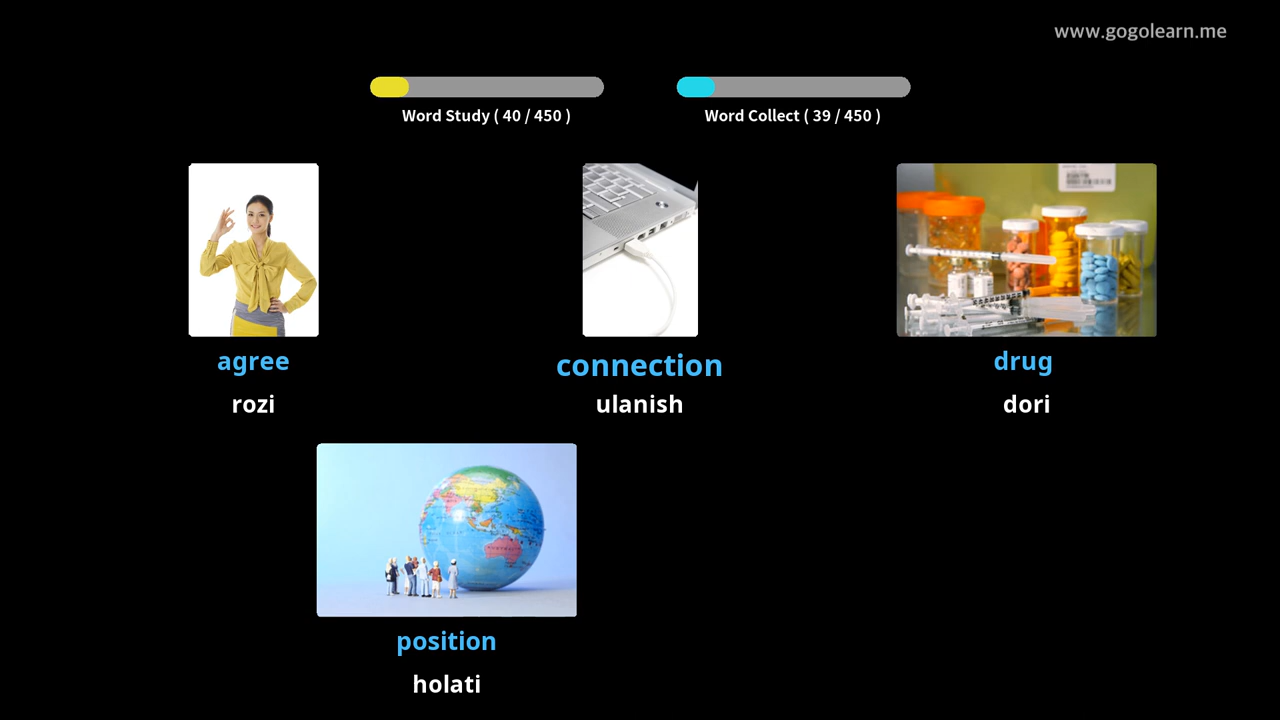 www.gogolearn.me
Word Study ( 40 / 450 )
Word Collect ( 39 / 450 )
agree
rozi
connection
ulanish
drug
dori
position
holati